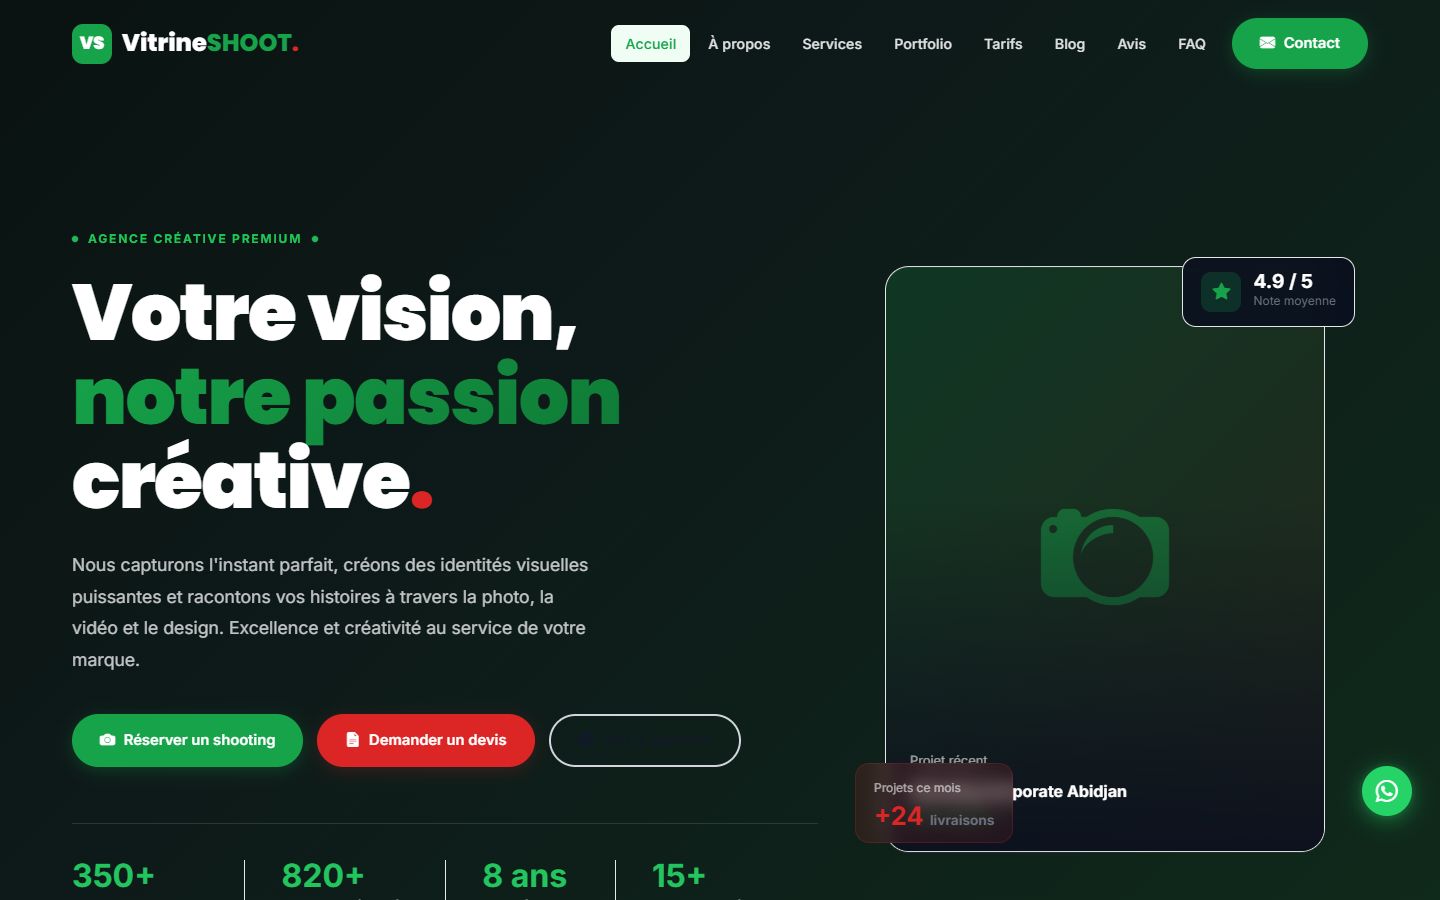 VS VitrineSHOOT.
Accueil
À propos
Services
Portfolio
Tarifs
Blog
Avis
FAQ
Contact
AGENCE CRÉATIVE PREMIUM
Votre vision,
notre passion
créative.
Nous capturons l'instant parfait, créons des identités visuelles
puissantes et racontons vos histoires à travers la photo, la
vidéo et le design. Excellence et créativité au service de votre
marque.
Réserver un shooting
Demander un devis
350+
820+
8 ans
15+
4.9 / 5
Note moyenne
Projet récent
porate Abidjan
Projets ce mois
+24 livraisons